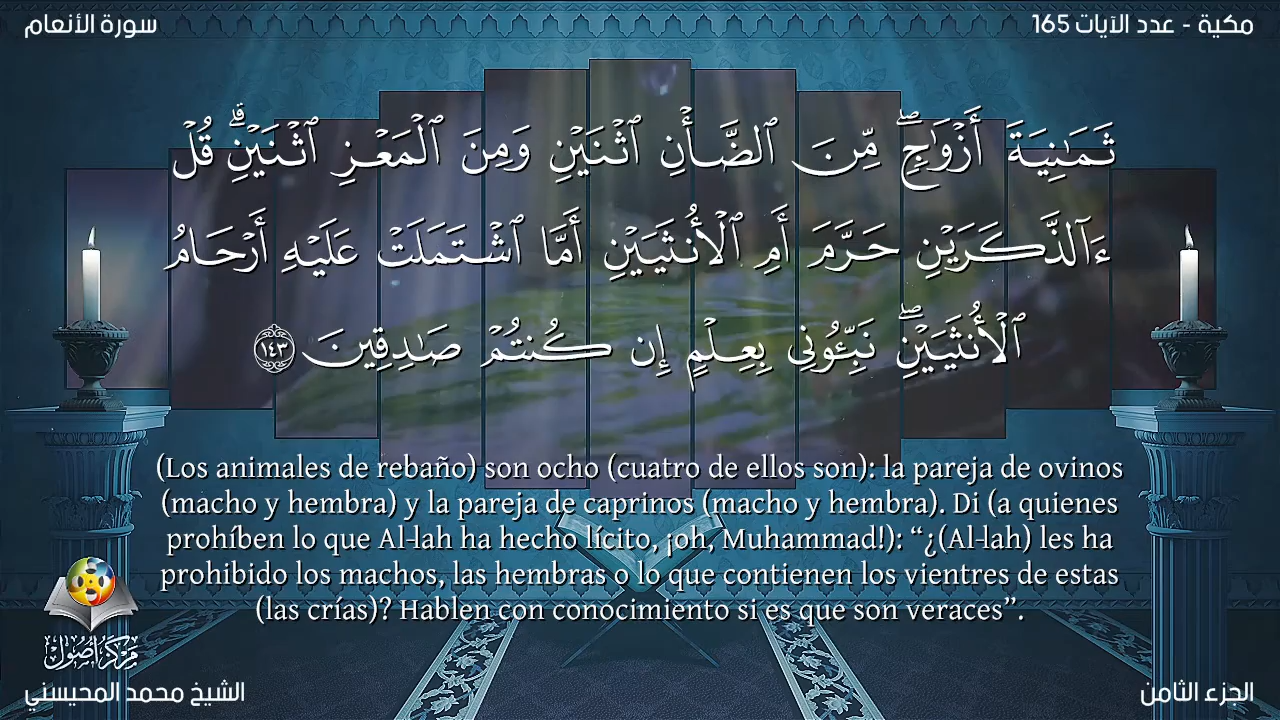 سورة الأنعام
مكية - عدد الآيات 165
ثَمَٰنِيَةَ أَزْوَٰجٍۢ ۖ مِّنَ ٱلضَّأْنِ ٱثْنَيْنِ وَمِنَ ٱلْمَعْزِ ٱثْنَيْنِ ۗ قُلْ
ءَآلذَّكَرَيْنِ حَرَّمَ أَمِ ٱلْأُنثَيَيْنِ أَمَّا ٱشْتَمَلَتْ عَلَيْهِ أَرْحَامُ
ٱلْأُنثَيَيْنِ ۖ نَبِّـُٔونِى بِعِلْمٍ إِن كُنتُمْ صَٰدِقِينَ ١٤٣
(Los animales de rebaño) son ocho (cuatro de ellos son): la pareja de ovinos
(macho y hembra) y la pareja de caprinos (macho y hembra). Di (a quienes
prohíben lo que Al-lah ha hecho lícito, ¡oh, Muhammad!): “¿(Al-lah) les ha
prohibido los machos, las hembras o lo que contienen los vientres de estas
(las crías)? Hablen con conocimiento si es que son veraces”.
مركز أصول
الشيخ محمد المحيسني
الجزء الثامن